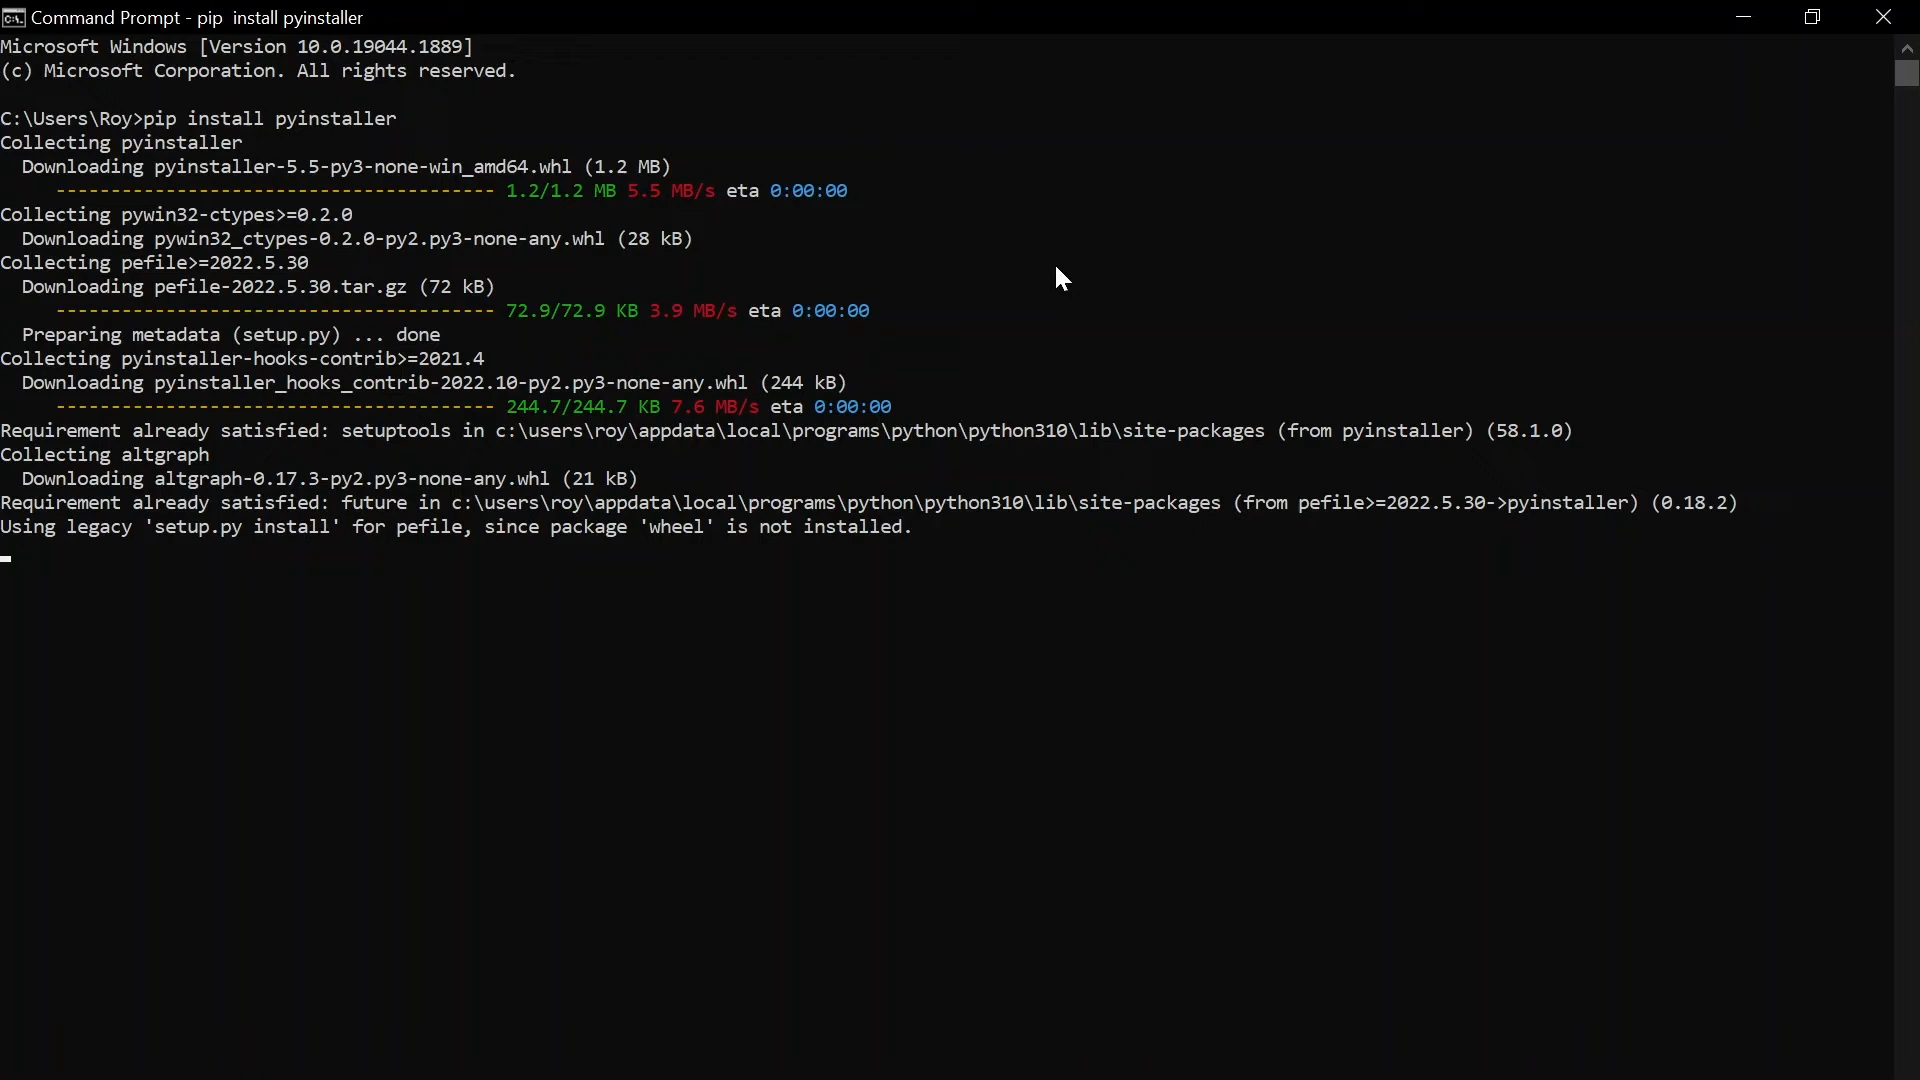 Command Prompt - pip  install pyinstaller
Microsoft Windows [Version 10.0.19044.1889]
(c) Microsoft Corporation. All rights reserved.
C:\Users\Roy>pip install pyinstaller
Collecting pyinstaller
  Downloading pyinstaller-5.5-py3-none-win_amd64.whl (1.2 MB)
     ---------------------------------------- 1.2/1.2 MB 5.5 MB/s eta 0:00:00
Collecting pywin32-ctypes>=0.2.0
  Downloading pywin32_ctypes-0.2.0-py2.py3-none-any.whl (28 kB)
Collecting pefile>=2022.5.30
  Downloading pefile-2022.5.30.tar.gz (72 kB)
     ---------------------------------------- 72.9/72.9 KB 3.9 MB/s eta 0:00:00
  Preparing metadata (setup.py) ... done
Collecting pyinstaller-hooks-contrib>=2021.4
  Downloading pyinstaller_hooks_contrib-2022.10-py2.py3-none-any.whl (244 kB)
     ---------------------------------------- 244.7/244.7 KB 7.6 MB/s eta 0:00:00
Requirement already satisfied: setuptools in c:\users\roy\appdata\local\programs\python\python310\lib\site-packages (from pyinstaller) (58.1.0)
Collecting altgraph
  Downloading altgraph-0.17.3-py2.py3-none-any.whl (21 kB)
Requirement already satisfied: future in c:\users\roy\appdata\local\programs\python\python310\lib\site-packages (from pefile>=2022.5.30->pyinstaller) (0.18.2)
Using legacy 'setup.py install' for pefile, since package 'wheel' is not installed.